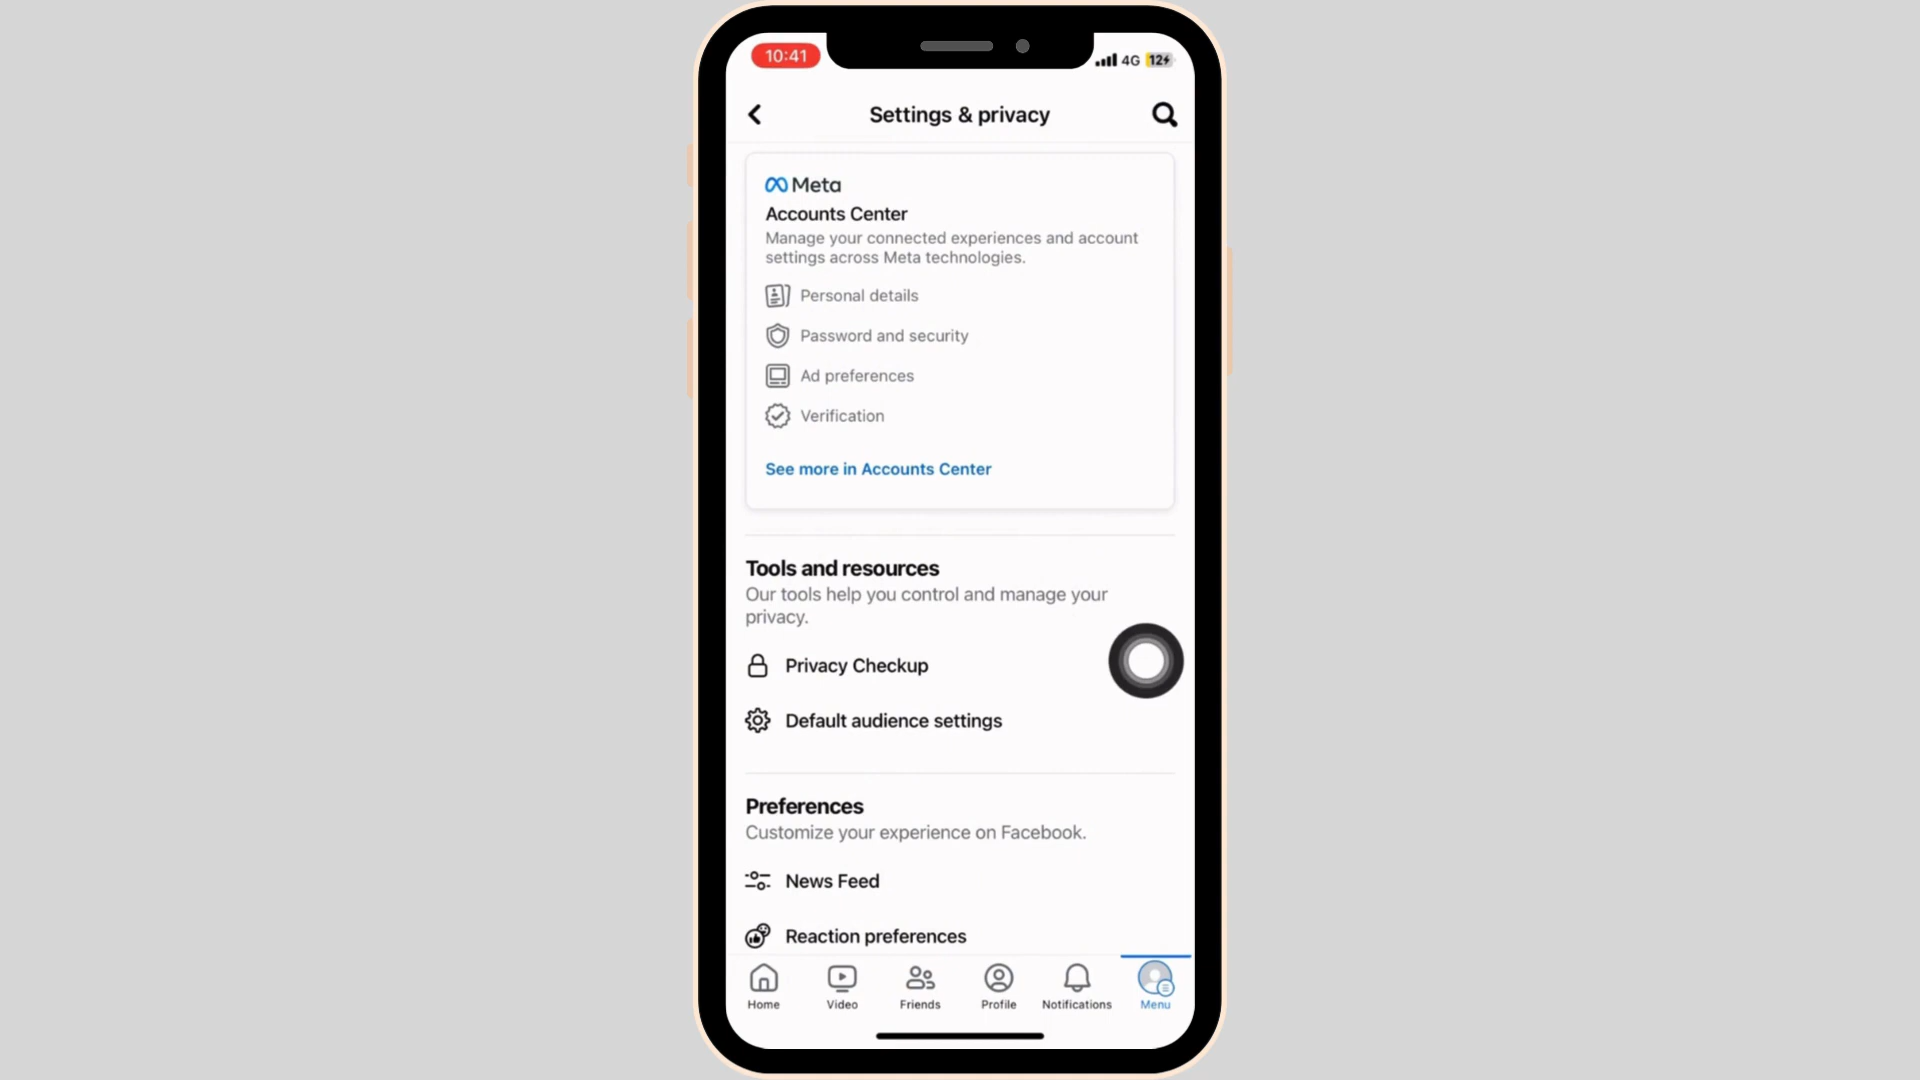 10:41
4G 12
Settings & privacy
Meta
Accounts Center
Manage your connected experiences and account
settings across Meta technologies.
Personal details
Password and security
Ad preferences
Verification
See more in Accounts Center
Tools and resources
Our tools help you control and manage your
privacy.
Privacy Checkup
Default audience settings
Preferences
Customize your experience on Facebook.
News Feed
Reaction preferences
Home Video Friends Profile Notifications Menu